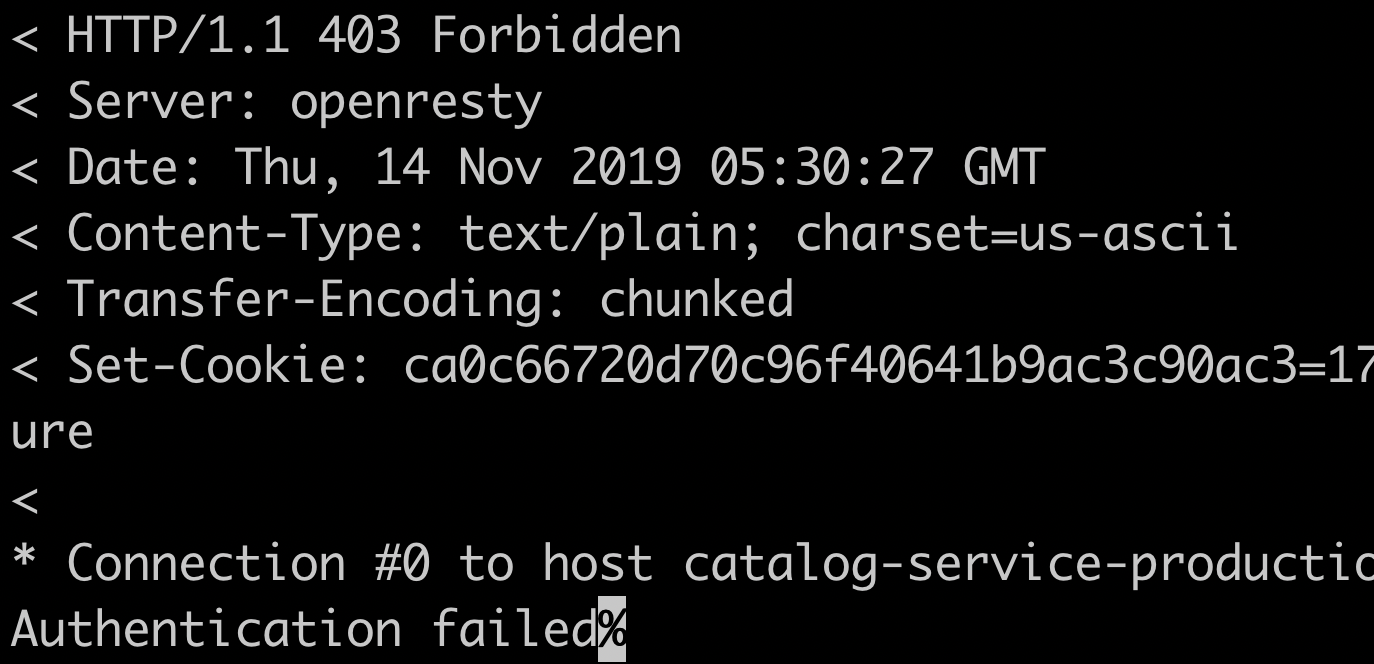 < HTTP/1.1 403 Forbidden
< Server: openresty
< Date: Thu, 14 Nov 2019 05:30:27 GMT
< Content-Type: text/plain; charset=us-ascii
< Transfer-Encoding: chunked
< Set-Cookie: ca0c66720d70c96f40641b9ac3c90ac3=17
ure
<
* Connection #0 to host catalog-service-productio
Authentication failed%